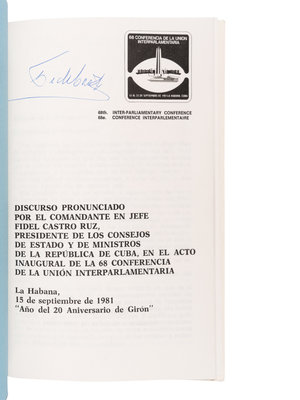 68 CONFERENCIA DE LA UNION
INTERPARLAMENTARIA
68th. INTER-PARLIAMENTARY CONFERENCE
68e. CONFERENCE INTERPARLEMENTAIRE
DISCURSO PRONUNCIADO
POR EL COMANDANTE EN JEFE
FIDEL CASTRO RUZ,
PRESIDENTE DE LOS CONSEJOS
DE ESTADO Y DE MINISTROS
DE LA REPÚBLICA DE CUBA, EN EL ACTO
INAUGURAL DE LA 68 CONFERENCIA
DE LA UNIÓN INTERPARLAMENTARIA
La Habana,
15 de septiembre de 1981
"Año del 20 Aniversario de Girón"